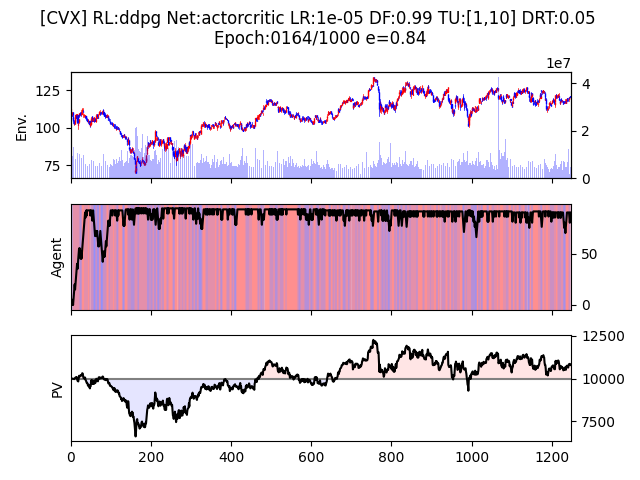 [CVX] RL:ddpg Net:actorcritic LR:1e-05 DF:0.99 TU:[1,10] DRT:0.05
Epoch:0164/1000 e=0.84
1e7
125
100
75
Env.
4
2
0
Agent
50
0
PV
12500
10000
7500
0 200 400 600 800 1000 1200